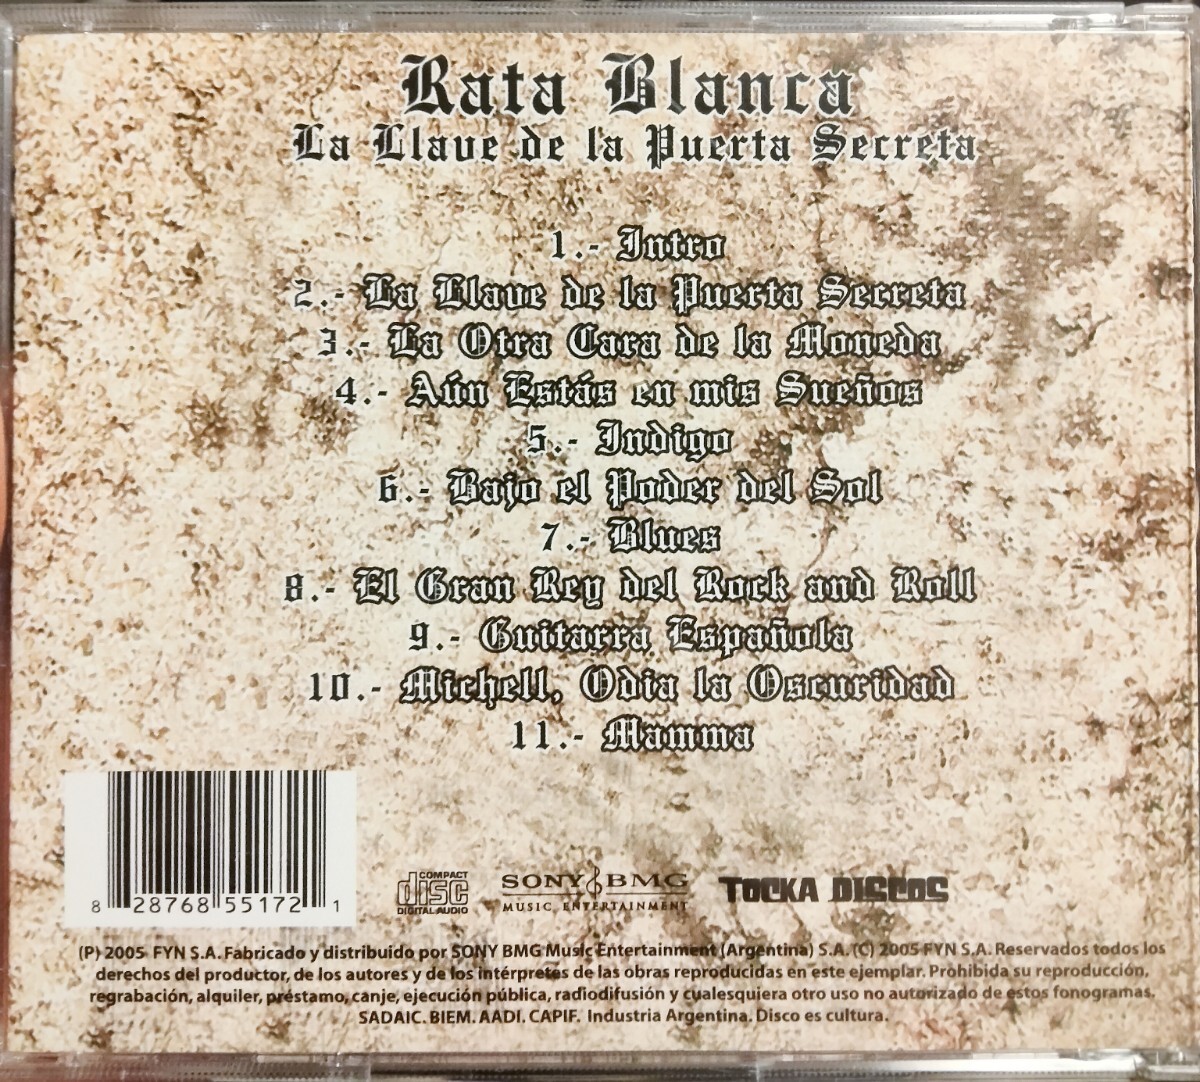 Rata Blanca
La Llave de la Puerta Secreta
1.- Intro
2.- La Llave de la Puerta Secreta
3.- La Otra Cara de la Moneda
4.- Aún Estás en mis Sueños
5.- Indigo
6.- Bajo el Poder del Sol
7.- Blues
8.- El Gran Rey del Rock and Roll
9.- Guitarra Española
10.- Michell, Odia la Oscuridad
11.- Mamma
8 28768 55172 1
COMPACT
disc
DIGITAL AUDIO
SONY BMG
MUSIC ENTERTAINMENT
TOCKA DISCOS
(P) 2005 FYN S.A. Fabricado y distribuído por SONY BMG Music Entertainment (Argentina) S.A. (C) 2005 FYN S.A. Reservados todos los
derechos del productor, de los autores y de los intérpretes de las obras reproducidas en este ejemplar. Prohibida su reproducción,
regrabación, alquiler, préstamo, canje, ejecución pública, radiodifusión y cualesquiera otro uso no autorizado de estos fonogramas.
SADAIC. BIEM. AADI. CAPIF. Industria Argentina. Disco es cultura.